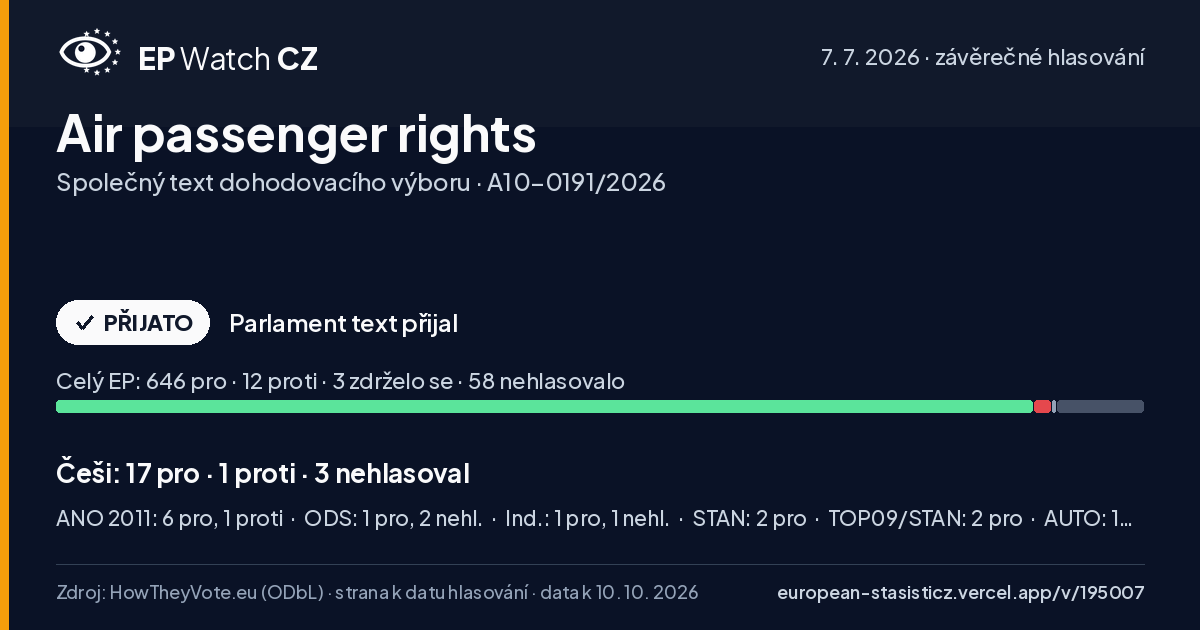 EP Watch CZ
7. 7. 2026 · závěrečné hlasování
Air passenger rights
Společný text dohodovacího výboru · A10-0191/2026
✓ PŘIJATO Parlament text přijal
Celý EP: 646 pro · 12 proti · 3 zdrželo se · 58 nehlasovalo
Češi: 17 pro · 1 proti · 3 nehlasoval
ANO 2011: 6 pro, 1 proti · ODS: 1 pro, 2 nehl. · Ind.: 1 pro, 1 nehl. · STAN: 2 pro · TOP09/STAN: 2 pro · AUTO: 1…
Zdroj: HowTheyVote.eu (ODbL) · strana k datu hlasování · data k 10. 10. 2026
european-stasisticz.vercel.app/v/195007